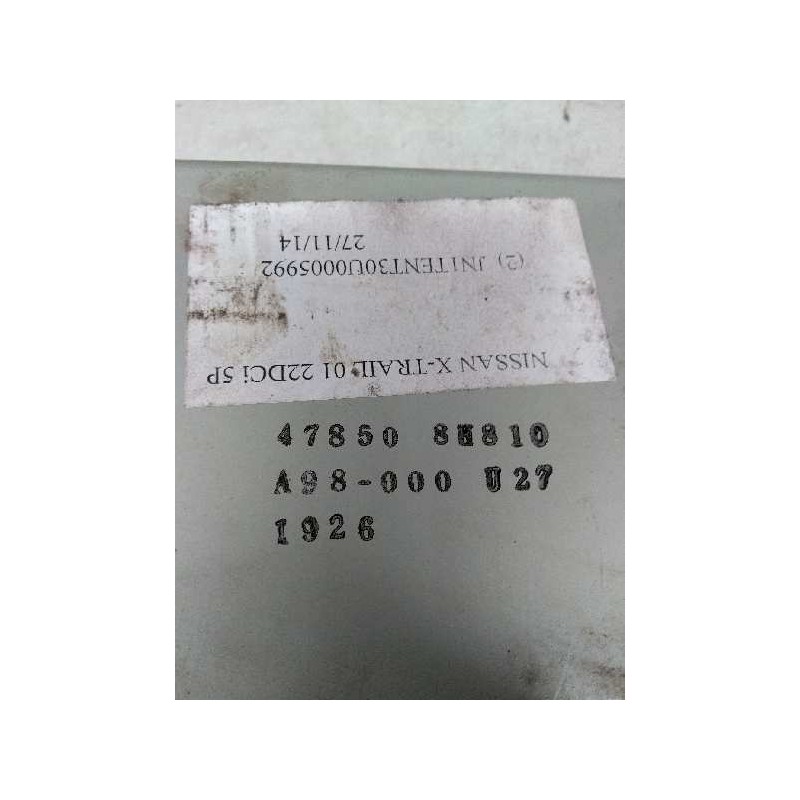 NISSAN X-TRAIL 01 22DCi 5P
(2) JN1TENT30U0005992
27/11/14
47850 8H810
A98-000 U27
1926